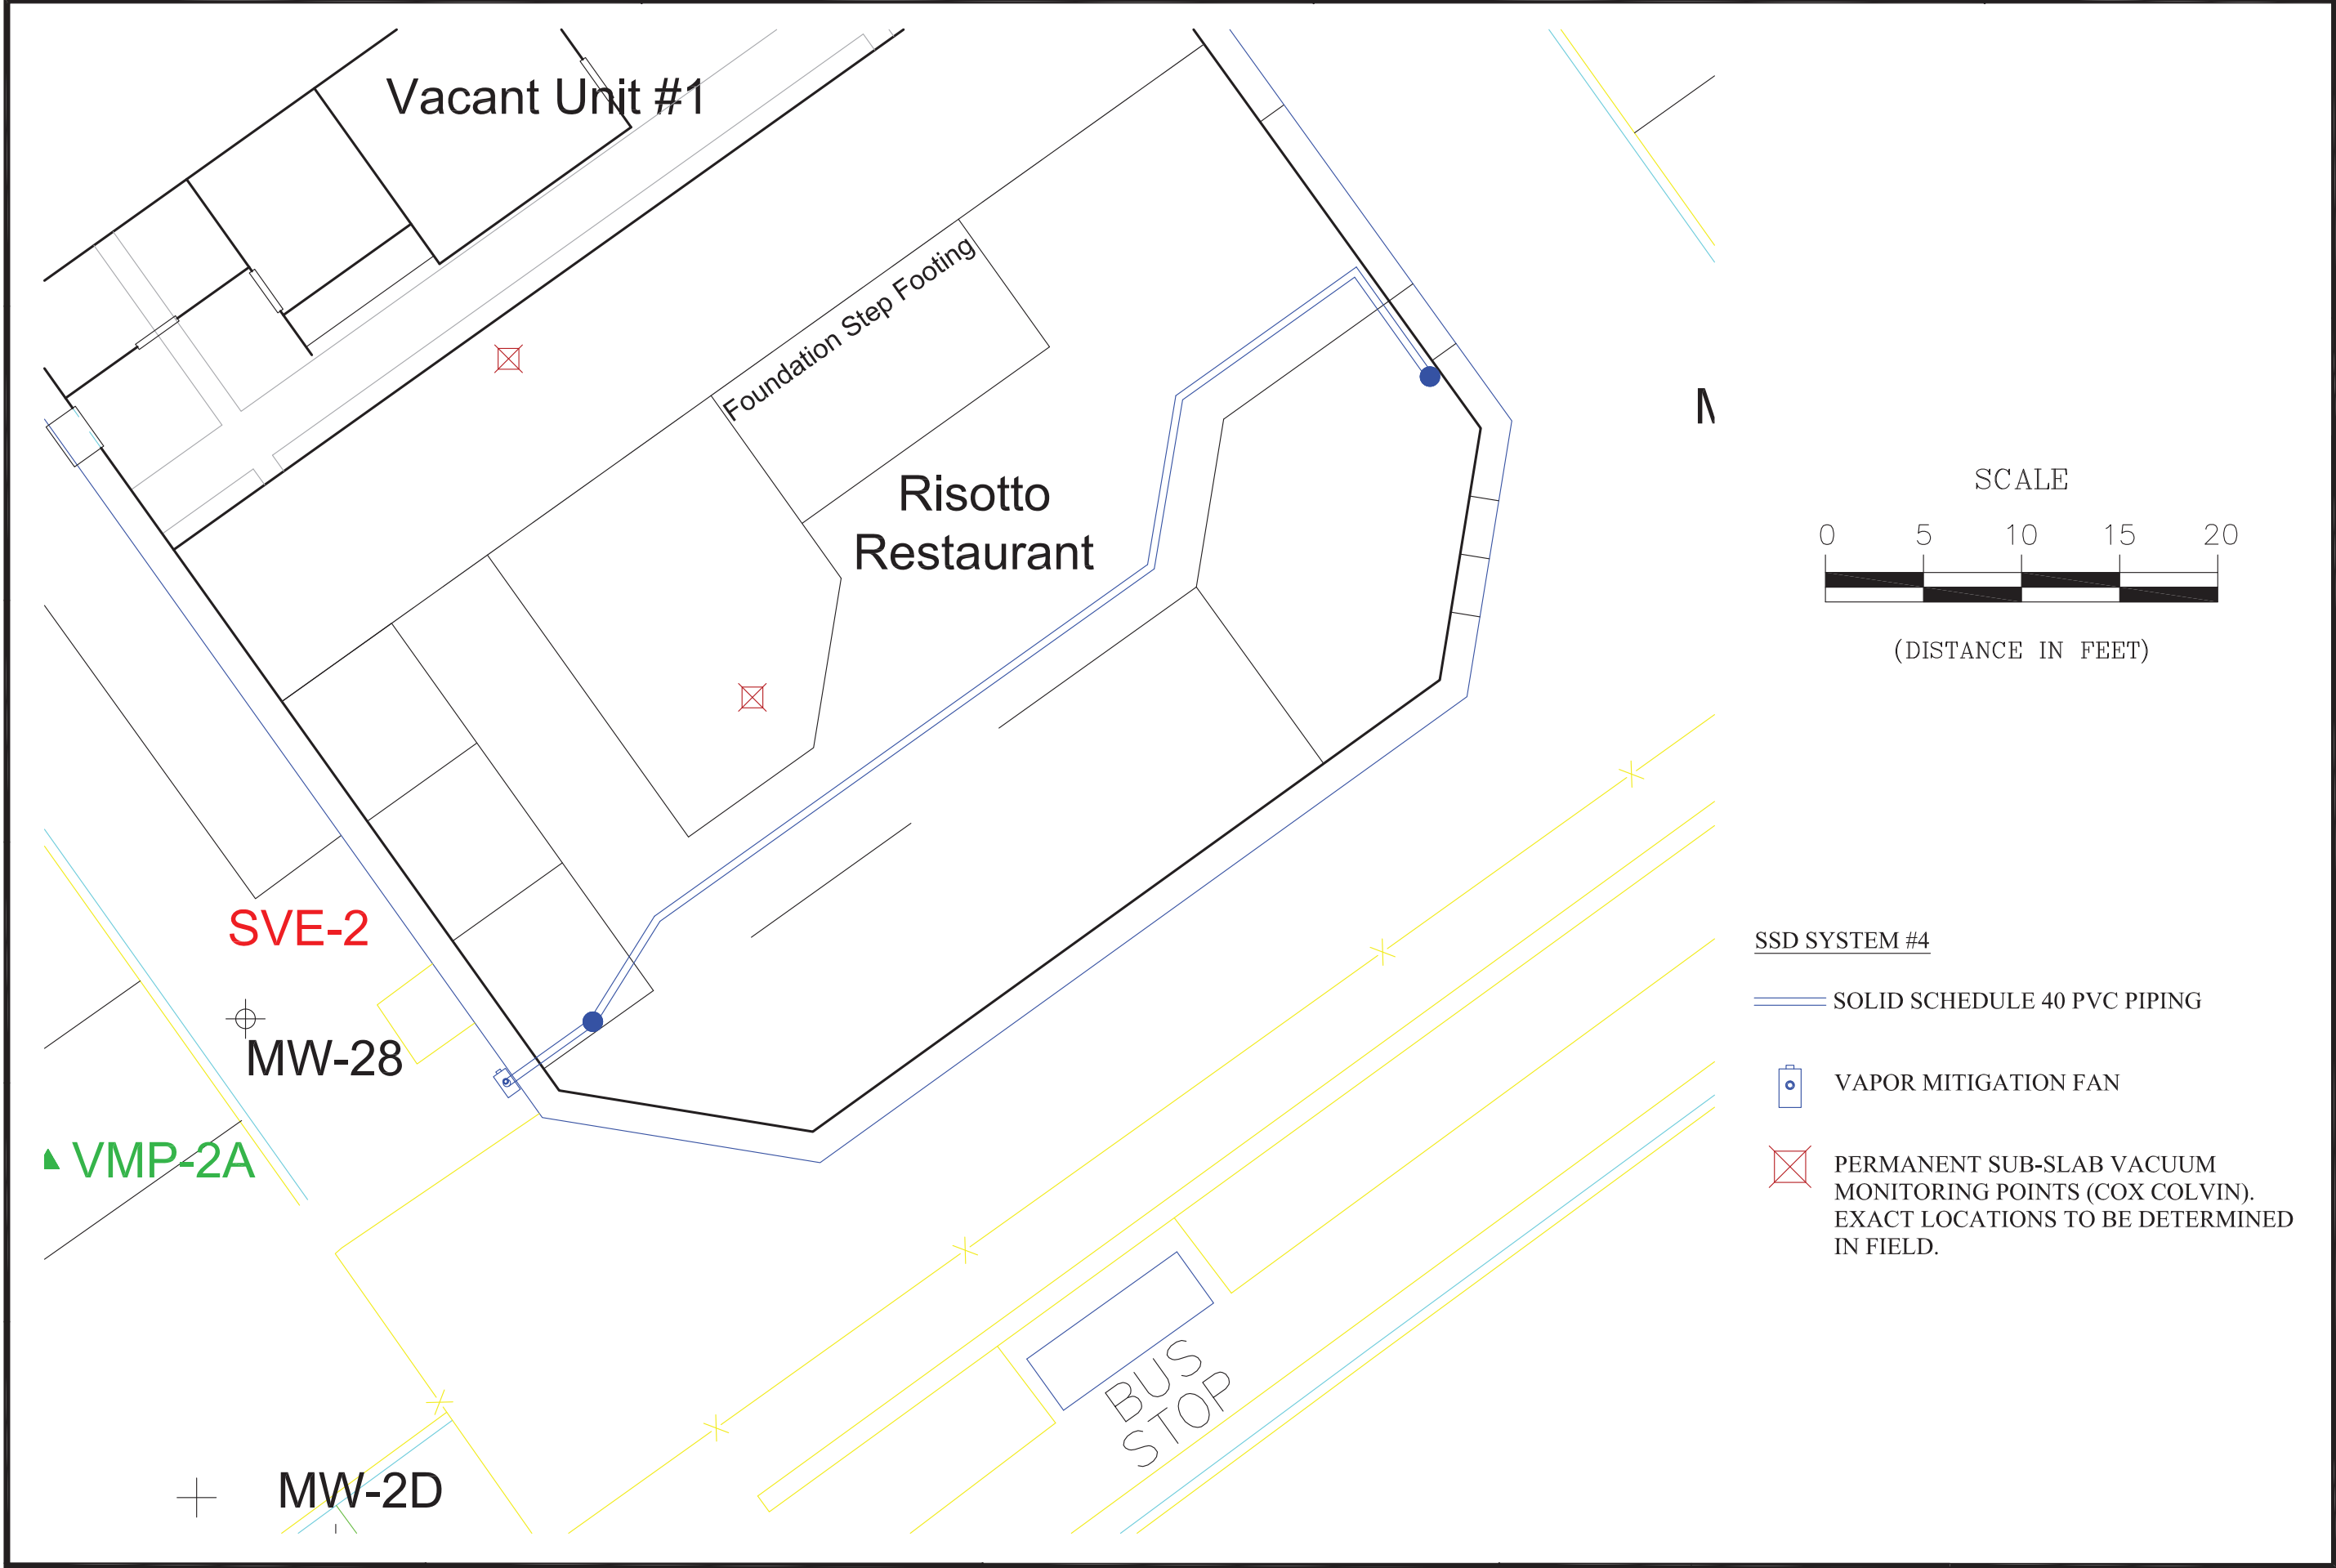 Vacant Unit #1
Foundation Step Footing
Risotto
Restaurant
SCALE
0 5 10 15 20
(DISTANCE IN FEET)
SVE-2
MW-28
VMP-2A
MW-2D
BUS
STOP
SSD SYSTEM #4
SOLID SCHEDULE 40 PVC PIPING
VAPOR MITIGATION FAN
PERMANENT SUB-SLAB VACUUM
MONITORING POINTS (COX COLVIN).
EXACT LOCATIONS TO BE DETERMINED
IN FIELD.